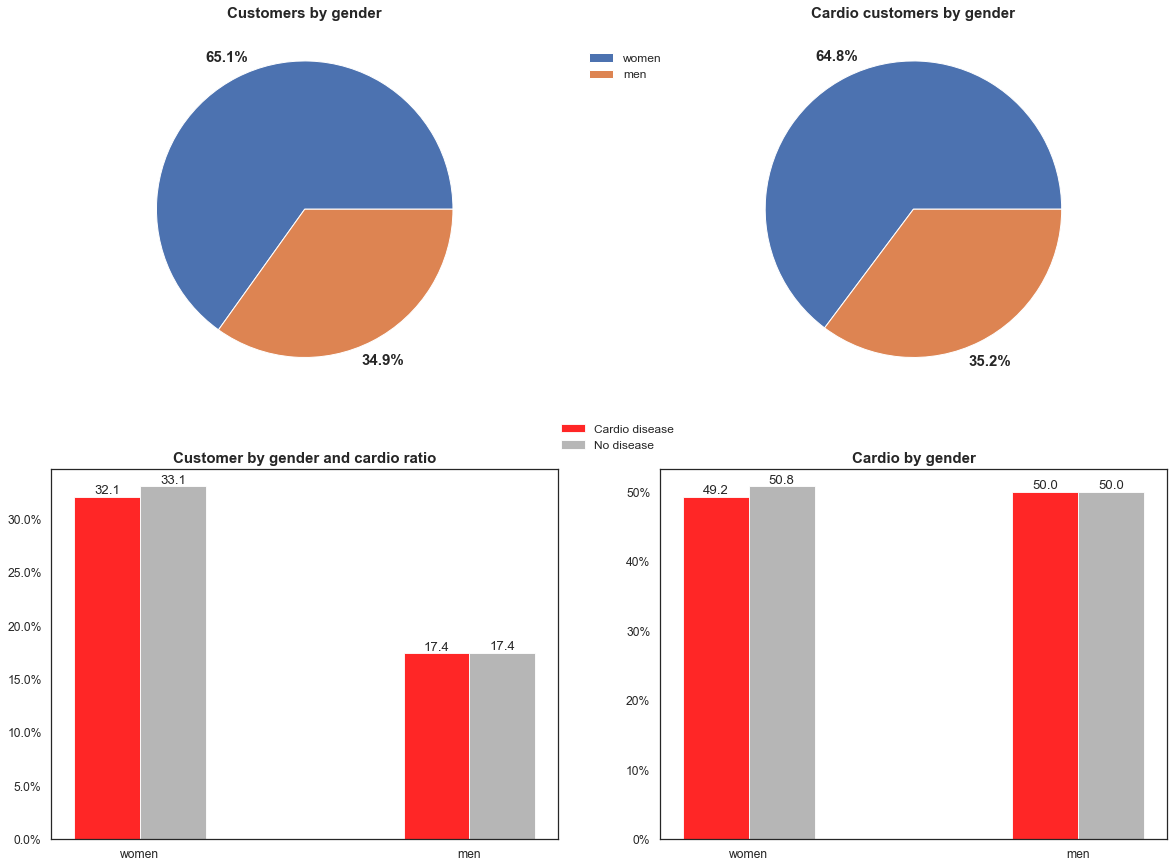 Customers by gender
65.1%
34.9%
women
men
Cardio customers by gender
64.8%
35.2%
Cardio disease
No disease
Customer by gender and cardio ratio
32.1
33.1
17.4
17.4
30.0%
25.0%
20.0%
15.0%
10.0%
5.0%
0.0%
women
men
Cardio by gender
49.2
50.8
50.0
50.0
50%
40%
30%
20%
10%
0%
women
men